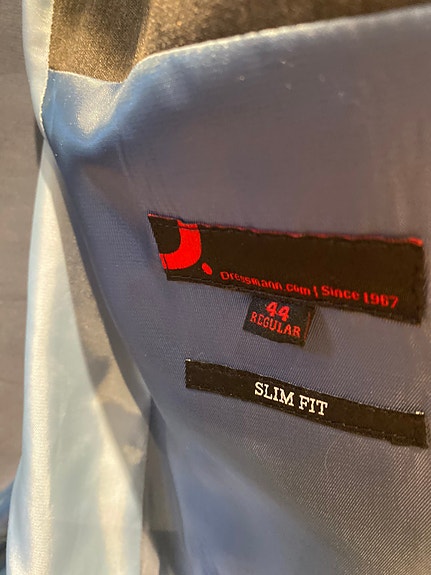 D.
Dressmann.com | Since 1967
44
REGULAR
SLIM FIT